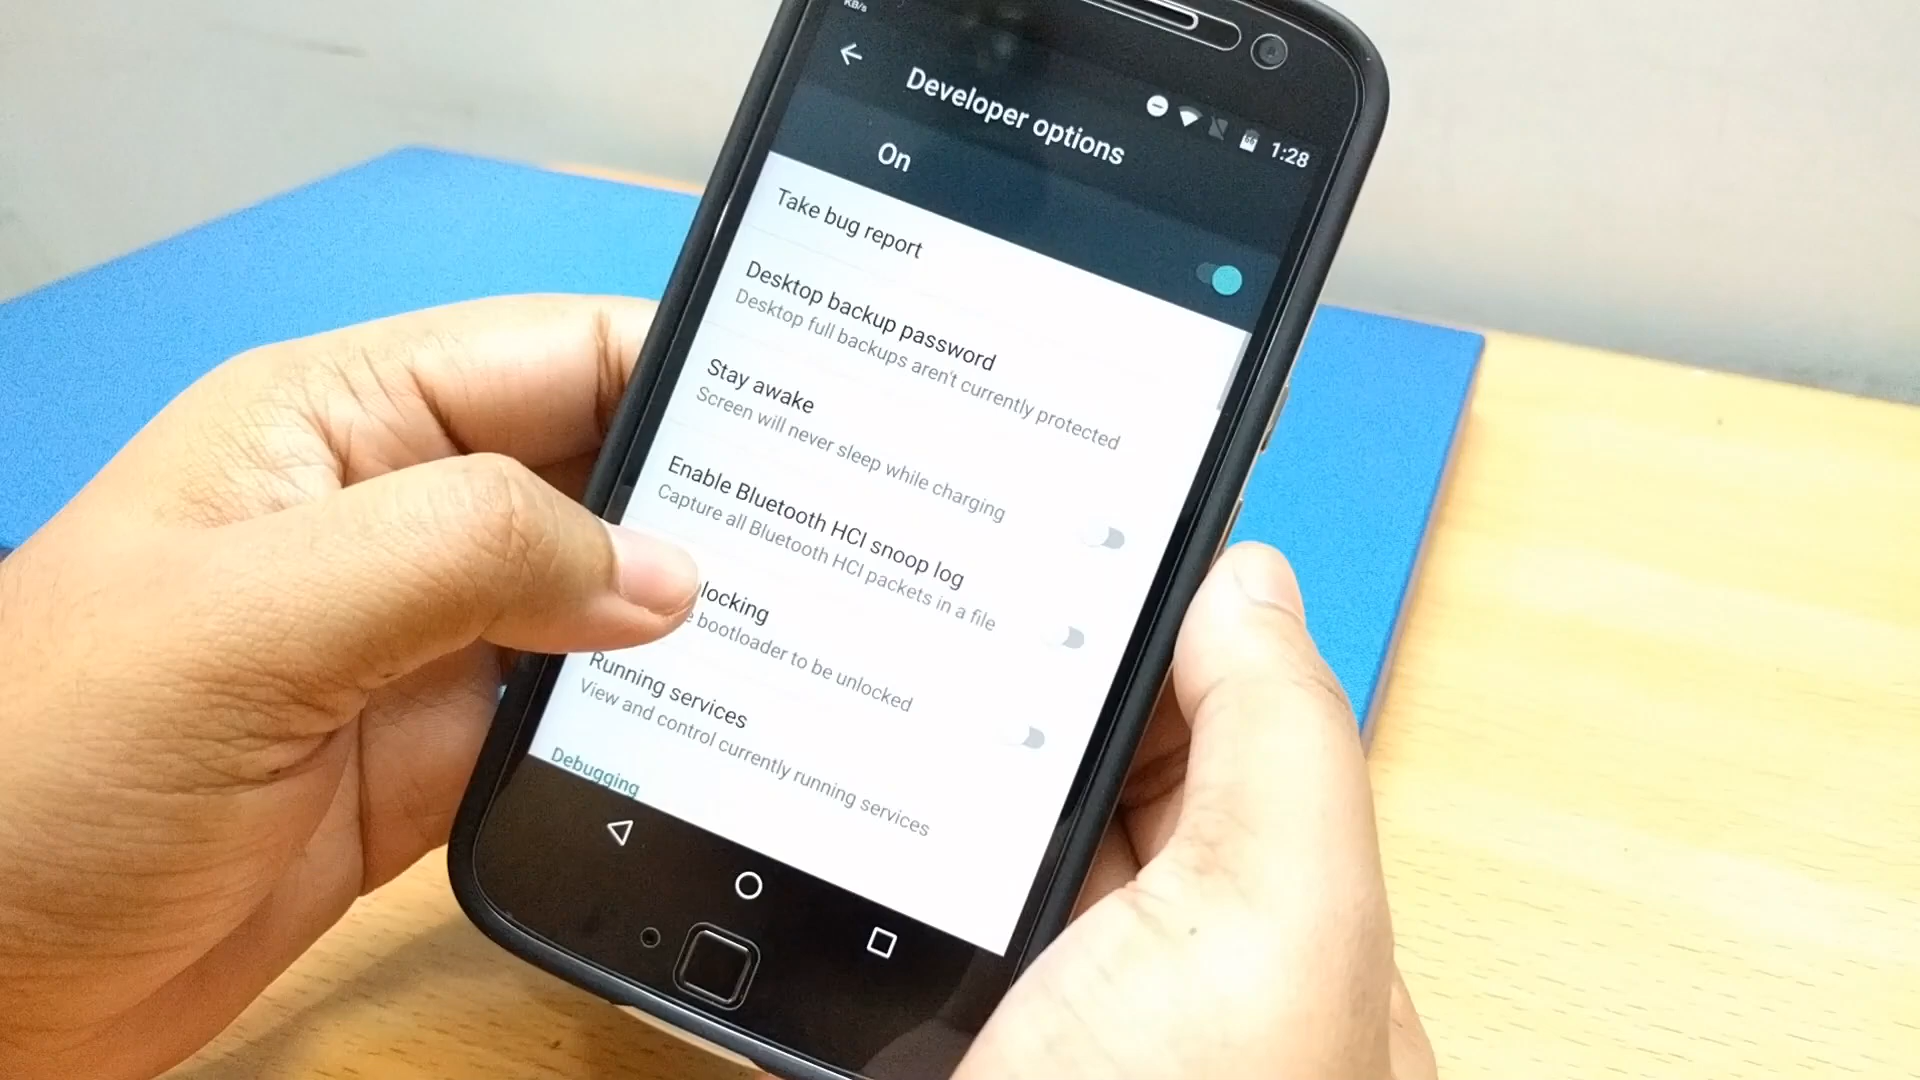 KB/s
1:28
Developer options
On
Take bug report
Desktop backup password
Desktop full backups aren't currently protected
Stay awake
Screen will never sleep while charging
Enable Bluetooth HCI snoop log
Capture all Bluetooth HCI packets in a file
locking
bootloader to be unlocked
Running services
View and control currently running services
Debugging